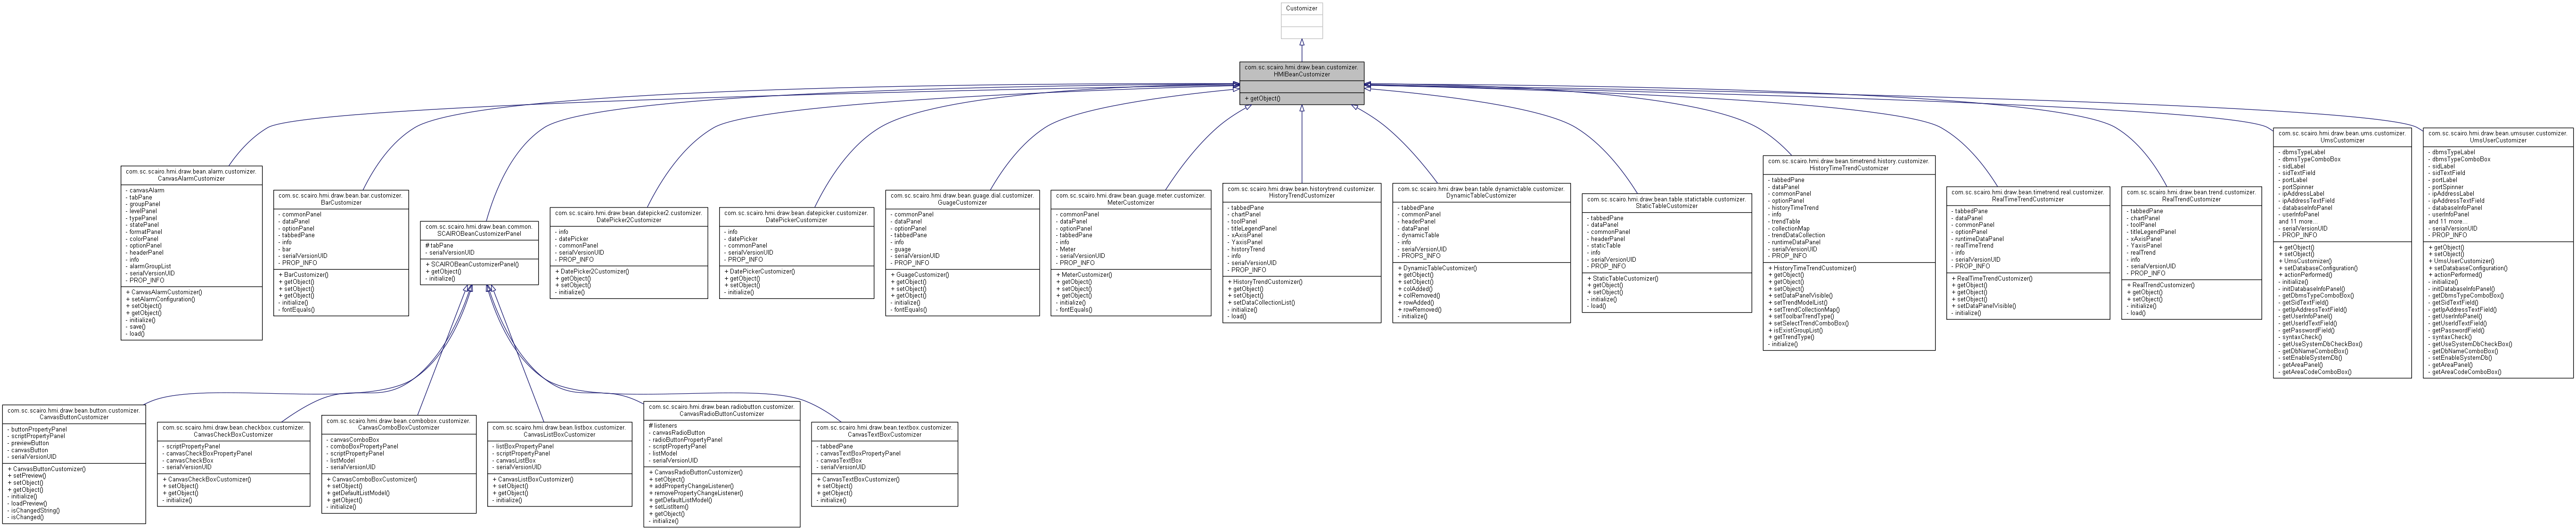 Customizer
com.sc.scairo.hmi.draw.bean.customizer.
HMIBeanCustomizer
+ getObject()
com.sc.scairo.hmi.draw.bean.alarm.customizer.
CanvasAlarmCustomizer
- canvasAlarm
- tabPane
- groupPanel
- levelPanel
- typePanel
- statePanel
- formatPanel
- colorPanel
- optionPanel
- headerPanel
- info
- alarmGroupList
- serialVersionUID
- PROP_INFO
+ CanvasAlarmCustomizer()
+ setAlarmConfiguration()
+ setObject()
+ getObject()
- initialize()
- save()
- load()
com.sc.scairo.hmi.draw.bean.bar.customizer.
BarCustomizer
- commonPanel
- dataPanel
- optionPanel
- tabbedPane
- info
- bar
- serialVersionUID
- PROP_INFO
+ BarCustomizer()
+ getObject()
+ setObject()
+ getObject()
- initialize()
- fontEquals()
com.sc.scairo.hmi.draw.bean.common.
SCAIROBeanCustomizerPanel
# tabPane
- serialVersionUID
+ SCAIROBeanCustomizerPanel()
+ getObject()
- initialize()
com.sc.scairo.hmi.draw.bean.datepicker2.customizer.
DatePicker2Customizer
- info
- datePicker
- commonPanel
- serialVersionUID
- PROP_INFO
+ DatePicker2Customizer()
+ getObject()
+ setObject()
- initialize()
com.sc.scairo.hmi.draw.bean.datepicker.customizer.
DatePickerCustomizer
- info
- datePicker
- commonPanel
- serialVersionUID
- PROP_INFO
+ DatePickerCustomizer()
+ getObject()
+ setObject()
- initialize()
com.sc.scairo.hmi.draw.bean.guage.dial.customizer.
GuageCustomizer
- commonPanel
- dataPanel
- optionPanel
- tabbedPane
- info
- guage
- serialVersionUID
- PROP_INFO
+ GuageCustomizer()
+ getObject()
+ setObject()
+ getObject()
- initialize()
- fontEquals()
com.sc.scairo.hmi.draw.bean.guage.meter.customizer.
MeterCustomizer
- commonPanel
- dataPanel
- optionPanel
- tabbedPane
- info
- Meter
- serialVersionUID
- PROP_INFO
+ MeterCustomizer()
+ getObject()
+ setObject()
+ getObject()
- initialize()
- fontEquals()
com.sc.scairo.hmi.draw.bean.historytrend.customizer.
HistoryTrendCustomizer
- tabbedPane
- chartPanel
- toolPanel
- titleLegendPanel
- xAxisPanel
- YaxisPanel
- historyTrend
- info
- serialVersionUID
- PROP_INFO
+ HistoryTrendCustomizer()
+ getObject()
+ setObject()
+ setDataCollectionList()
- initialize()
- load()
com.sc.scairo.hmi.draw.bean.table.dynamictable.customizer.
DynamicTableCustomizer
- tabbedPane
- commonPanel
- headerPanel
- dataPanel
- dynamicTable
- info
- serialVersionUID
- PROPS_INFO
+ DynamicTableCustomizer()
+ getObject()
+ setObject()
+ colAdded()
+ colRemoved()
+ rowAdded()
+ rowRemoved()
- initialize()
com.sc.scairo.hmi.draw.bean.table.statictable.customizer.
StaticTableCustomizer
- tabbedPane
- dataPanel
- commonPanel
- headerPanel
- staticTable
- info
- serialVersionUID
- PROP_INFO
+ StaticTableCustomizer()
+ getObject()
+ setObject()
- initialize()
- load()
com.sc.scairo.hmi.draw.bean.timetrend.history.customizer.
HistoryTimeTrendCustomizer
- tabbedPane
- dataPanel
- commonPanel
- optionPanel
- historyTimeTrend
- info
- trendTable
- collectionMap
- trendDataCollection
- runtimeDataPanel
- serialVersionUID
- PROP_INFO
+ HistoryTimeTrendCustomizer()
+ getObject()
+ getObject()
+ setObject()
+ setDataPanelVisible()
+ setTrendModelList()
+ setTrendCollectionMap()
+ setToolbarTrendType()
+ setSelectTrendComboBox()
+ isExistGroupList()
+ getTrendType()
- initialize()
com.sc.scairo.hmi.draw.bean.timetrend.real.customizer.
RealTimeTrendCustomizer
- tabbedPane
- dataPanel
- commonPanel
- optionPanel
- runtimeDataPanel
- realTimeTrend
- info
- serialVersionUID
- PROP_INFO
+ RealTimeTrendCustomizer()
+ getObject()
+ getObject()
+ setObject()
+ setDataPanelVisible()
- initialize()
com.sc.scairo.hmi.draw.bean.trend.customizer.
RealTrendCustomizer
- tabbedPane
- chartPanel
- toolPanel
- titleLegendPanel
- xAxisPanel
- YaxisPanel
- realTrend
- info
- serialVersionUID
- PROP_INFO
+ RealTrendCustomizer()
+ getObject()
+ setObject()
- initialize()
- load()
com.sc.scairo.hmi.draw.bean.ums.customizer.
UmsCustomizer
- dbmsTypeLabel
- dbmsTypeComboBox
- sidLabel
- sidTextField
- portLabel
- portSpinner
- ipAddressLabel
- ipAddressTextField
- databaseInfoPanel
- userInfoPanel
and 11 more...
- serialVersionUID
- PROP_INFO
+ getObject()
+ setObject()
+ UmsCustomizer()
+ setDatabaseConfiguration()
+ actionPerformed()
- initialize()
- initDatabaseInfoPanel()
- getDbmsTypeComboBox()
- getSidTextField()
- getIpAddressTextField()
- getUserInfoPanel()
- getUserIdTextField()
- getPasswordField()
- syntaxCheck()
- getUseSystemDbCheckBox()
- getDbNameComboBox()
- setEnableSystemDb()
- getAreaPanel()
- getAreaCodeComboBox()
com.sc.scairo.hmi.draw.bean.umsuser.customizer.
UmsUserCustomizer
- dbmsTypeLabel
- dbmsTypeComboBox
- sidLabel
- sidTextField
- portLabel
- portSpinner
- ipAddressLabel
- ipAddressTextField
- databaseInfoPanel
- userInfoPanel
and 11 more...
- serialVersionUID
- PROP_INFO
+ getObject()
+ setObject()
+ UmsUserCustomizer()
+ setDatabaseConfiguration()
+ actionPerformed()
- initialize()
- initDatabaseInfoPanel()
- getDbmsTypeComboBox()
- getSidTextField()
- getIpAddressTextField()
- getUserInfoPanel()
- getUserIdTextField()
- getPasswordField()
- syntaxCheck()
- getUseSystemDbCheckBox()
- getDbNameComboBox()
- setEnableSystemDb()
- getAreaPanel()
- getAreaCodeComboBox()
com.sc.scairo.hmi.draw.bean.button.customizer.
CanvasButtonCustomizer
- buttonPropertyPanel
- scriptPropertyPanel
- previewButton
- canvasButton
- serialVersionUID
+ CanvasButtonCustomizer()
+ setPreview()
+ setObject()
+ getObject()
- initialize()
- loadPreview()
- isChangedString()
- isChanged()
com.sc.scairo.hmi.draw.bean.checkbox.customizer.
CanvasCheckBoxCustomizer
- scriptPropertyPanel
- canvasCheckBoxPropertyPanel
- canvasCheckBox
- serialVersionUID
+ CanvasCheckBoxCustomizer()
+ setObject()
+ getObject()
- initialize()
com.sc.scairo.hmi.draw.bean.combobox.customizer.
CanvasComboBoxCustomizer
- canvasComboBox
- comboBoxPropertyPanel
- scriptPropertyPanel
- listModel
- serialVersionUID
+ CanvasComboBoxCustomizer()
+ setObject()
+ getDefaultListModel()
+ getObject()
- initialize()
com.sc.scairo.hmi.draw.bean.listbox.customizer.
CanvasListBoxCustomizer
- listBoxPropertyPanel
- scriptPropertyPanel
- canvasListBox
- serialVersionUID
+ CanvasListBoxCustomizer()
+ setObject()
+ getObject()
- initialize()
com.sc.scairo.hmi.draw.bean.radiobutton.customizer.
CanvasRadioButtonCustomizer
# listeners
- canvasRadioButton
- radioButtonPropertyPanel
- scriptPropertyPanel
- listModel
- serialVersionUID
+ CanvasRadioButtonCustomizer()
+ setObject()
+ addPropertyChangeListener()
+ removePropertyChangeListener()
+ getDefaultListModel()
+ setListItem()
+ getObject()
- initialize()
com.sc.scairo.hmi.draw.bean.textbox.customizer.
CanvasTextBoxCustomizer
- tabbedPane
- canvasTextBoxPropertyPanel
- canvasTextBox
- serialVersionUID
+ CanvasTextBoxCustomizer()
+ setObject()
+ getObject()
- initialize()